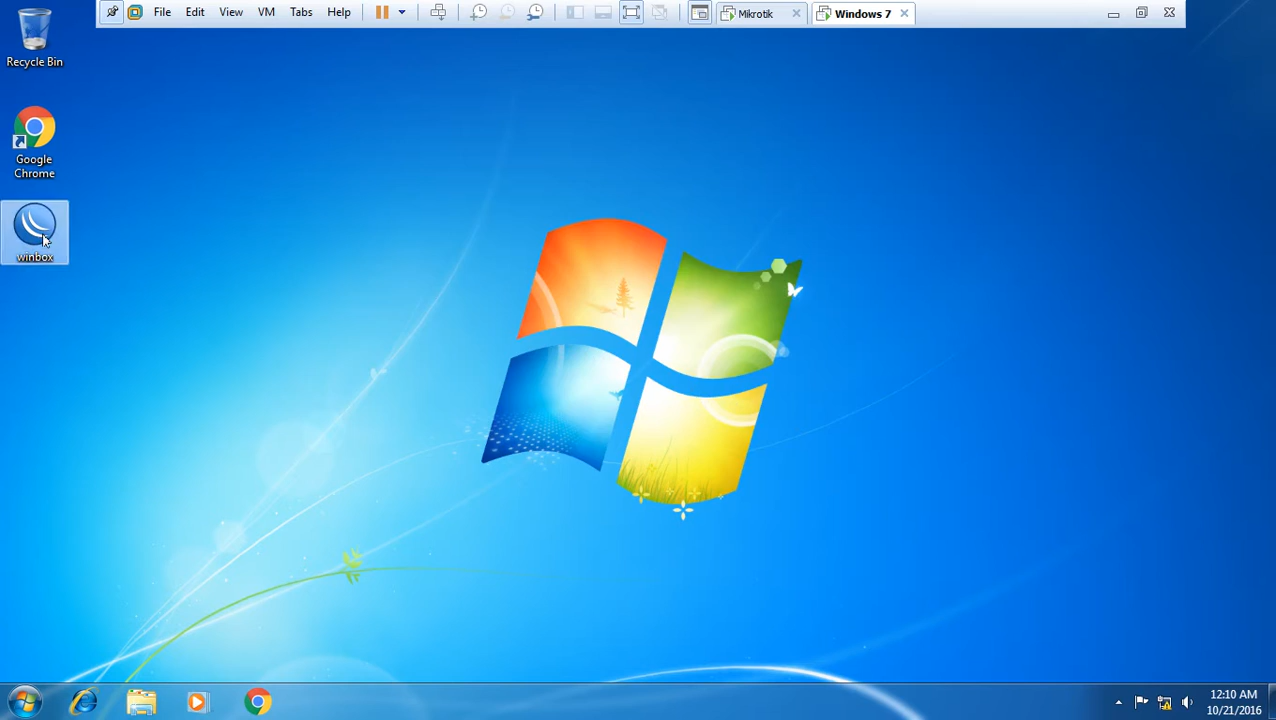 File Edit View VM Tabs Help Mikrotik Windows 7
Recycle Bin
Google
Chrome
winbox
12:10 AM
10/21/2016